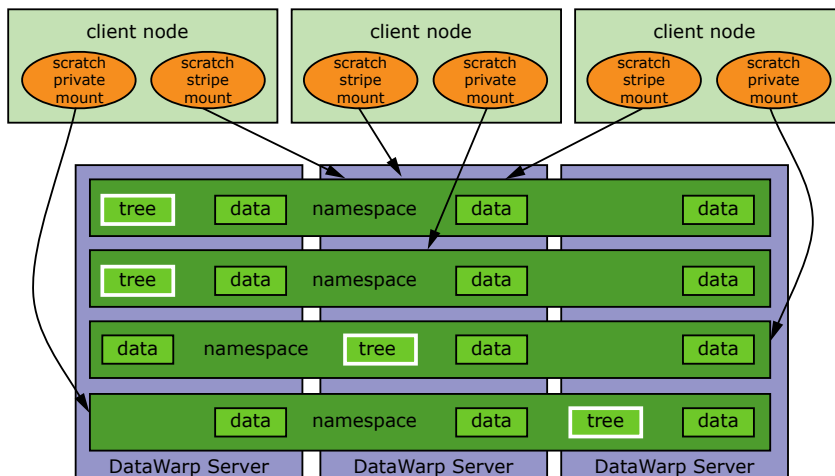 client node
client node
client node
scratch
private
mount
scratch
stripe
mount
scratch
stripe
mount
scratch
private
mount
scratch
stripe
mount
scratch
private
mount
tree data namespace data data
tree data namespace data data
data namespace tree data data
data namespace data tree data
DataWarp Server
DataWarp Server
DataWarp Server